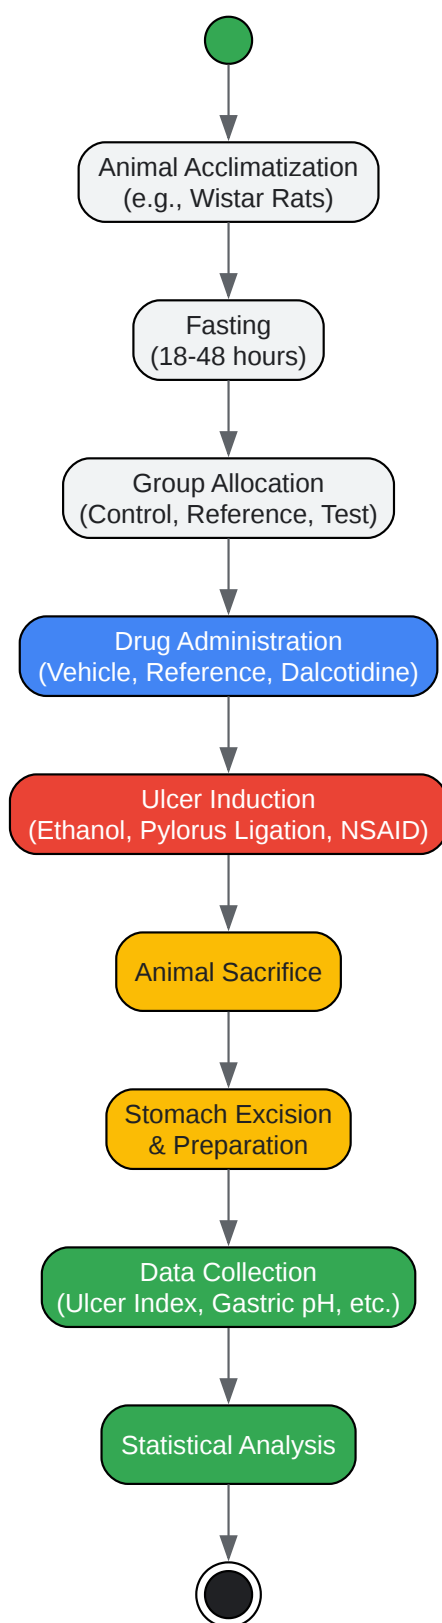 Animal Acclimatization
(e.g., Wistar Rats)
Fasting
(18-48 hours)
Group Allocation
(Control, Reference, Test)
Drug Administration
(Vehicle, Reference, Dalcotidine)
Ulcer Induction
(Ethanol, Pylorus Ligation, NSAID)
Animal Sacrifice
Stomach Excision
& Preparation
Data Collection
(Ulcer Index, Gastric pH, etc.)
Statistical Analysis